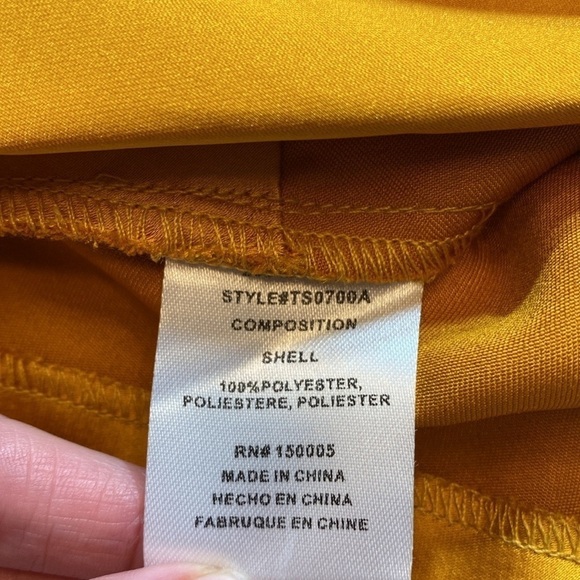 STYLE#TS0700A
COMPOSITION
SHELL
100%POLYESTER,
POLIESTERE, POLIESTER
RN# 150005
MADE IN CHINA
HECHO EN CHINA
FABRUQUE EN CHINE